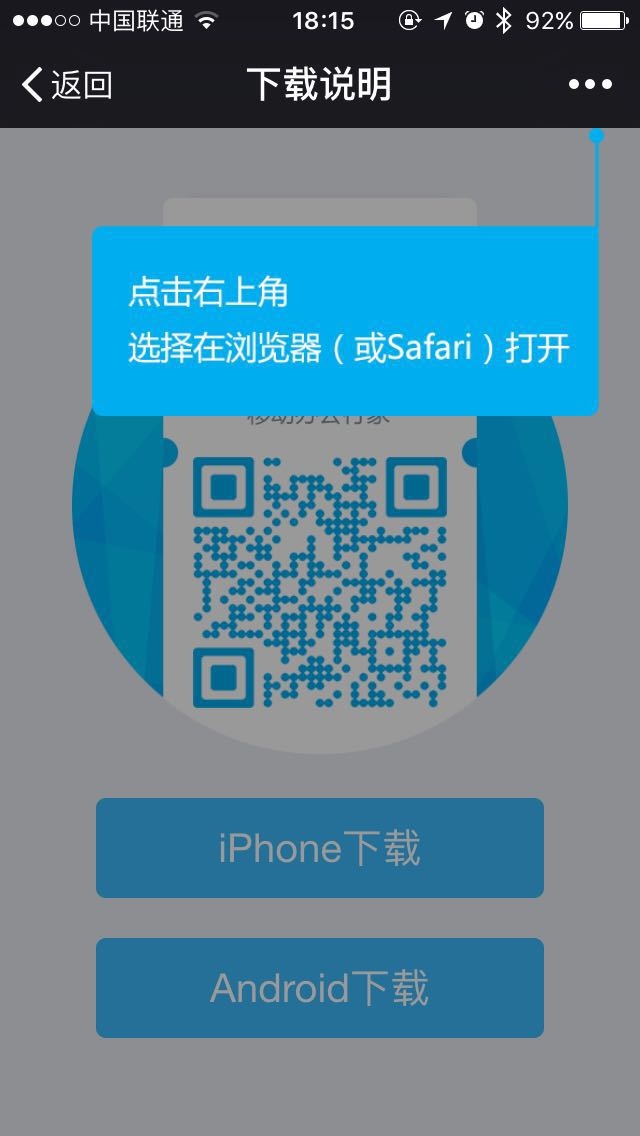 中国联通
18:15
92%
返回
下载说明
点击右上角
选择在浏览器（或Safari）打开
移动办公行家
iPhone下载
Android下载